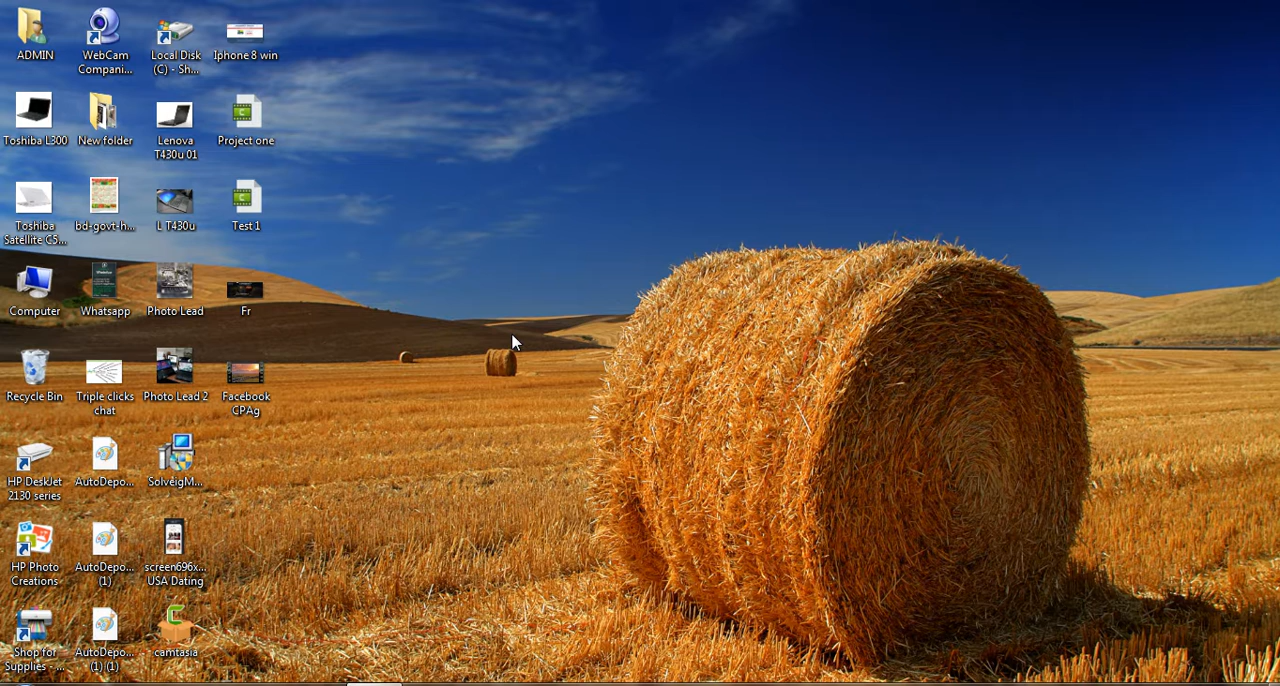 ADMIN
WebCam
Compani...
Local Disk
(C) - Sh...
Iphone 8 win
Toshiba L300
New folder
Lenova
T430u 01
Project one
Toshiba
Satellite C5...
bd-govt-h...
L T430u
Test 1
Computer
Whatsapp
Photo Lead
Fr
Recycle Bin
Triple clicks
chat
Photo Lead 2
Facebook
CPAg
HP DeskJet
2130 series
AutoDepo...
SolveigM...
HP Photo
Creations
AutoDepo...
(1)
screen696x...
USA Dating
Shop for
Supplies - ...
AutoDepo...
(1) (1)
camtasia